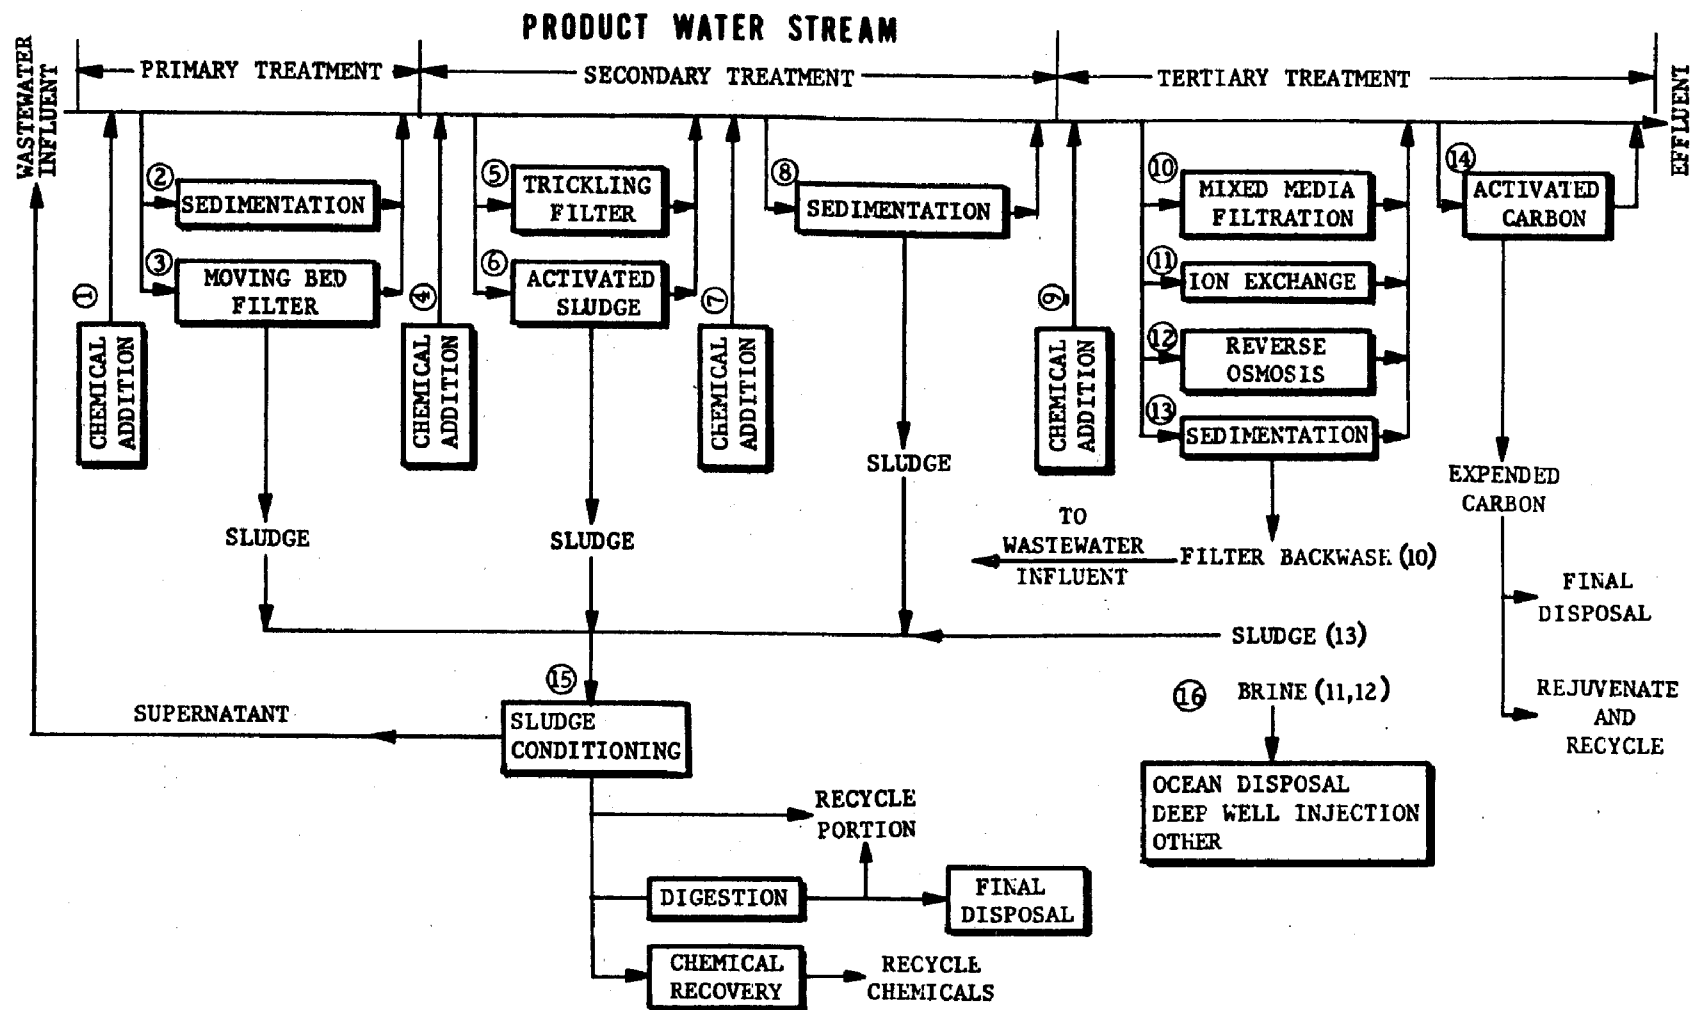 PRODUCT WATER STREAM
WASTEWATER
INFLUENT
PRIMARY TREATMENT
SECONDARY TREATMENT
TERTIARY TREATMENT
EFFLUENT
①
CHEMICAL
ADDITION
②
SEDIMENTATION
③
MOVING BED
FILTER
④
CHEMICAL
ADDITION
⑤
TRICKLING
FILTER
⑥
ACTIVATED
SLUDGE
⑦
CHEMICAL
ADDITION
⑧
SEDIMENTATION
⑨
CHEMICAL
ADDITION
⑩
MIXED MEDIA
FILTRATION
⑪
ION EXCHANGE
⑫
REVERSE
OSMOSIS
⑬
SEDIMENTATION
⑭
ACTIVATED
CARBON
SLUDGE
SLUDGE
SLUDGE
TO
WASTEWATER
INFLUENT
FILTER BACKWASH (10)
EXPENDED
CARBON
FINAL
DISPOSAL
REJUVENATE
AND
RECYCLE
SLUDGE (13)
⑮
SLUDGE
CONDITIONING
SUPERNATANT
⑯
BRINE (11,12)
OCEAN DISPOSAL
DEEP WELL INJECTION
OTHER
RECYCLE
PORTION
DIGESTION
FINAL
DISPOSAL
CHEMICAL
RECOVERY
RECYCLE
CHEMICALS